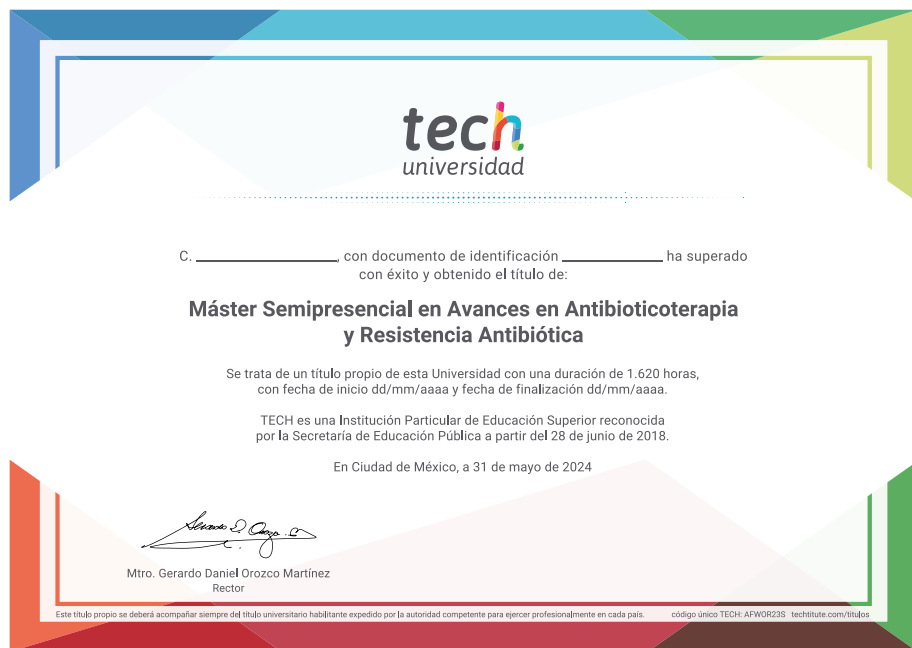 tech
universidad
C. ____________________, con documento de identificación ______________ ha superado
con éxito y obtenido el título de:
Máster Semipresencial en Avances en Antibioticoterapia
y Resistencia Antibiótica
Se trata de un título propio de esta Universidad con una duración de 1.620 horas,
con fecha de inicio dd/mm/aaaa y fecha de finalización dd/mm/aaaa.
TECH es una Institución Particular de Educación Superior reconocida
por la Secretaría de Educación Pública a partir del 28 de junio de 2018.
En Ciudad de México, a 31 de mayo de 2024
Mtro. Gerardo Daniel Orozco Martínez
Rector
Este título propio se deberá acompañar siempre del título universitario habilitante expedido por la autoridad competente para ejercer profesionalmente en cada país. código único TECH: AFWOR23S techtitute.com/titulos